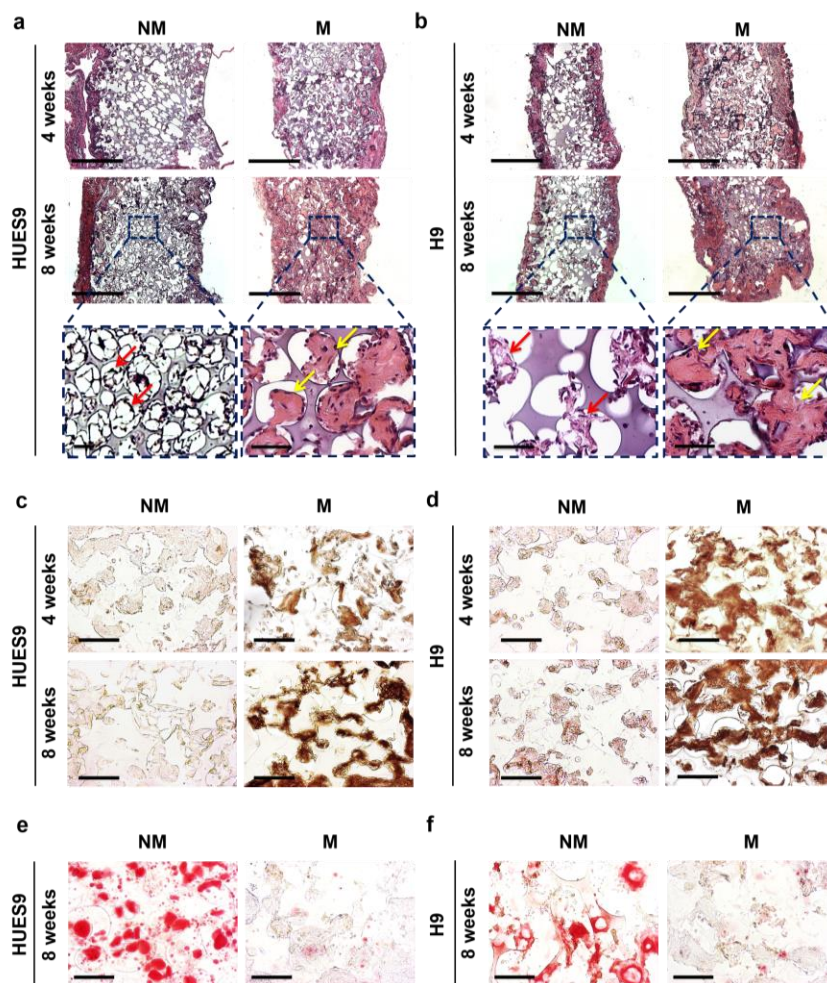 a NM M
HUES9
4 weeks
8 weeks
b NM M
H9
4 weeks
8 weeks
c NM M
HUES9
4 weeks
8 weeks
d NM M
H9
4 weeks
8 weeks
e NM M
HUES9
8 weeks
f NM M
H9
8 weeks